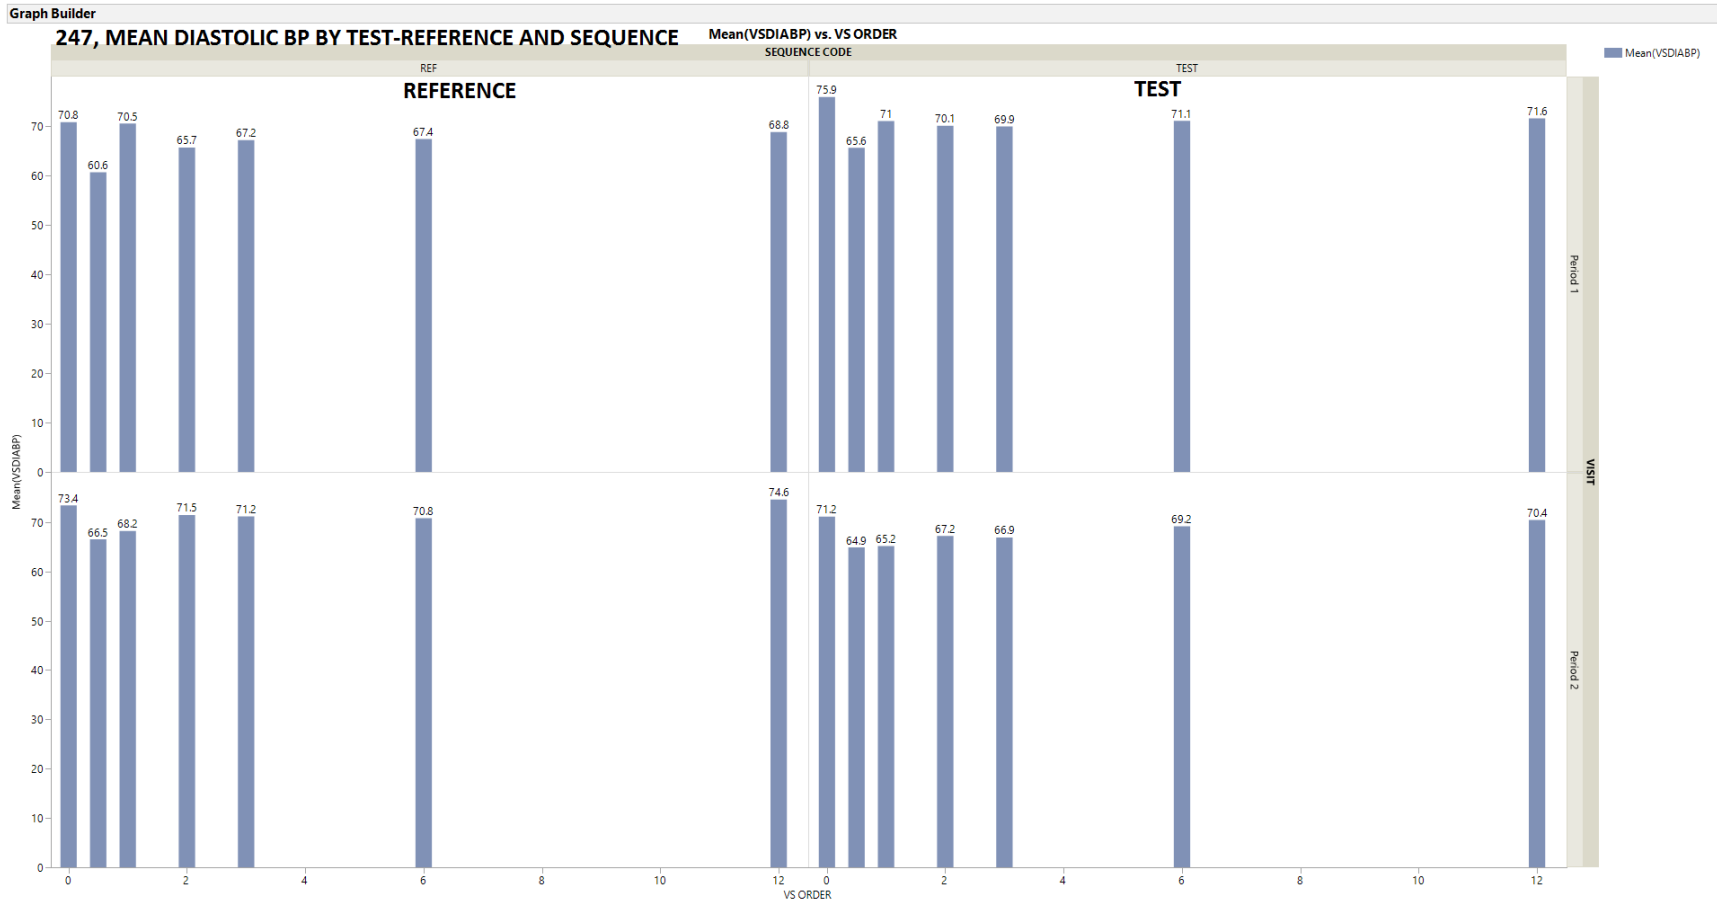 Graph Builder
247, MEAN DIASTOLIC BP BY TEST-REFERENCE AND SEQUENCE
Mean(VSDIABP) vs. VS ORDER
SEQUENCE CODE
Mean(VSDIABP)
REF
TEST
REFERENCE
TEST
70.8
60.6
70.5
65.7
67.2
67.4
68.8
75.9
65.6
71
70.1
69.9
71.1
71.6
70
60
50
40
30
20
10
0
Period 1
73.4
66.5
68.2
71.5
71.2
70.8
74.6
71.2
64.9
65.2
67.2
66.9
69.2
70.4
70
60
50
40
30
20
10
0
Period 2
Mean(VSDIABP)
VISIT
0 2 4 6 8 10 12 0 2 4 6 8 10 12
VS ORDER